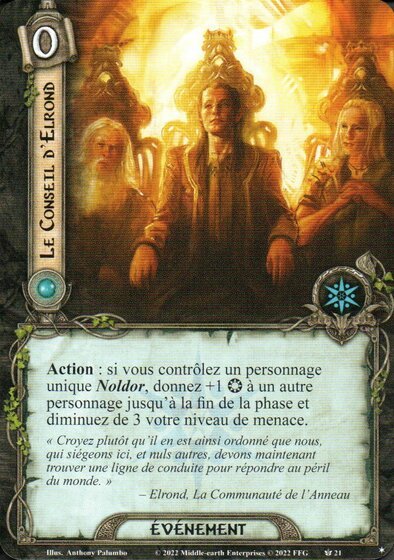 0
LE CONSEIL D'ELROND
Action : si vous contrôlez un personnage
unique Noldor, donnez +1 à un autre
personnage jusqu'à la fin de la phase et
diminuez de 3 votre niveau de menace.
« Croyez plutôt qu'il en est ainsi ordonné que nous,
qui siégeons ici, et nuls autres, devons maintenant
trouver une ligne de conduite pour répondre au péril
du monde. »
– Elrond, La Communauté de l'Anneau
ÉVÉNEMENT
Illus. Anthony Palumbo © 2022 Middle-earth Enterprises © 2022 FFG 21